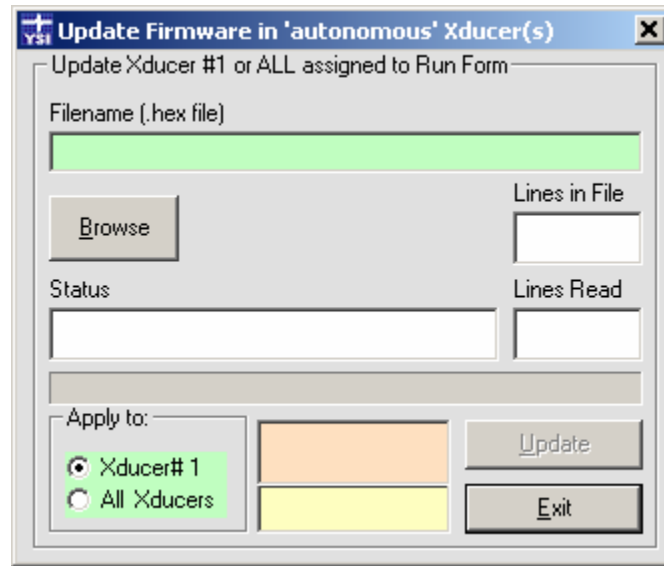 YSI Update Firmware in 'autonomous' Xducer(s)
Update Xducer #1 or ALL assigned to Run Form
Filename (.hex file)
Lines in File
Browse
Status
Lines Read
Apply to:
Xducer# 1
All Xducers
Update
Exit